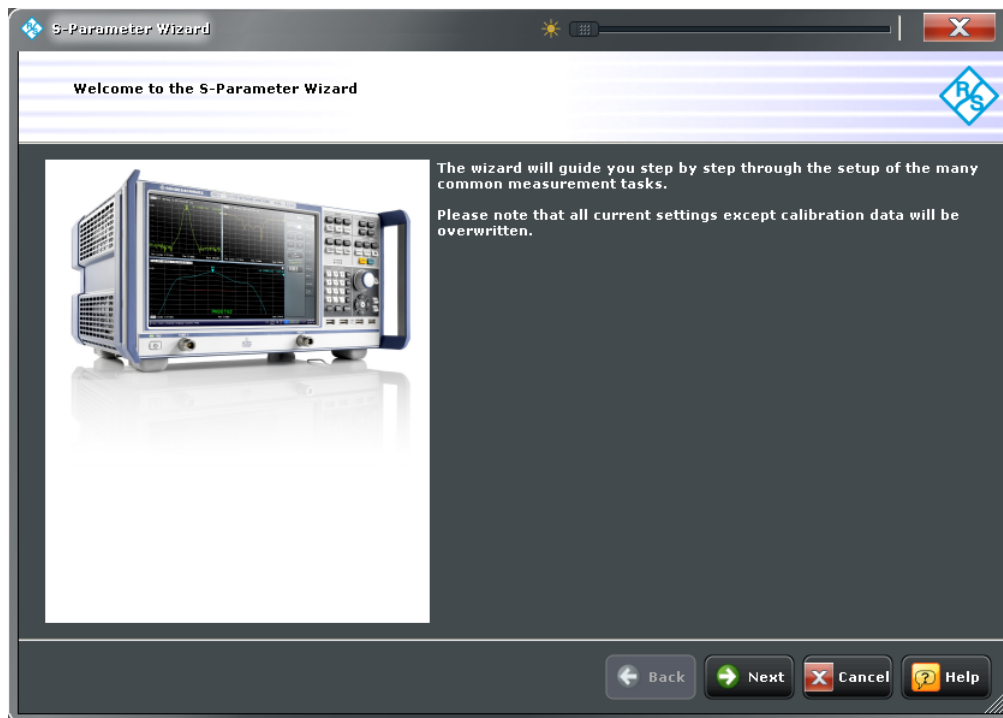 S-Parameter Wizard
X
Welcome to the S-Parameter Wizard
R/S
The wizard will guide you step by step through the setup of the many
common measurement tasks.
Please note that all current settings except calibration data will be
overwritten.
Back
Next
X Cancel
? Help